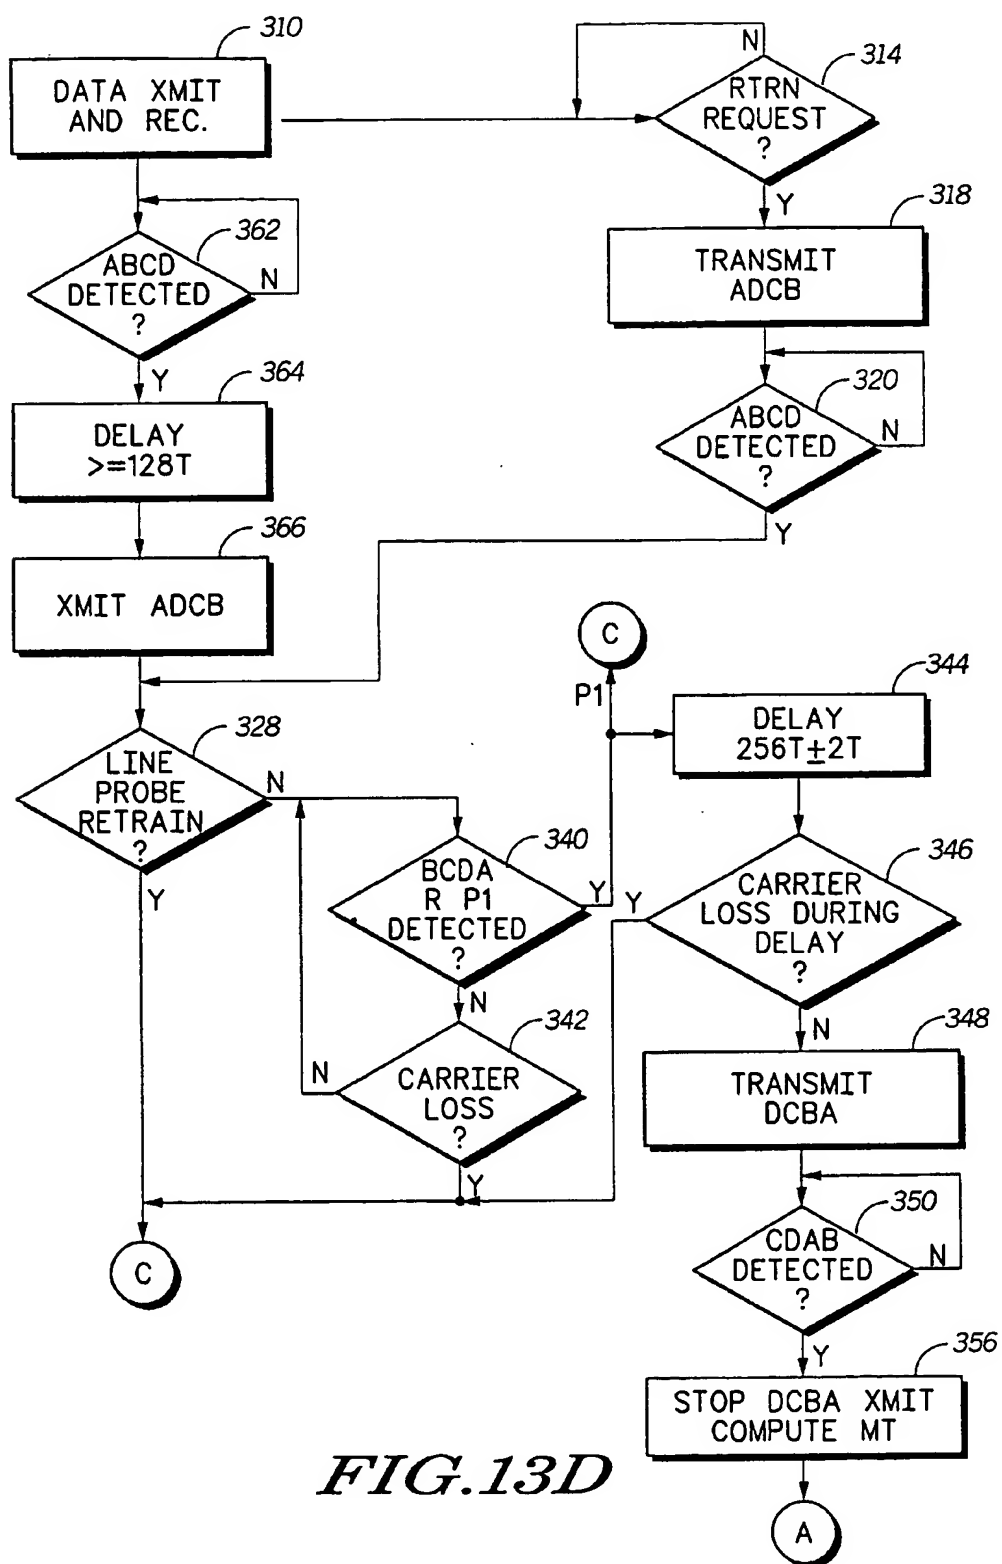 310
DATA XMIT
AND REC.
N
314
RTRN
REQUEST
?
Y
318
TRANSMIT
ADCB
362
ABCD
DETECTED
?
N
Y
320
ABCD
DETECTED
?
N
Y
364
DELAY
>=128T
366
XMIT ADCB
C
P1
344
DELAY
256T±2T
328
LINE
PROBE
RETRAIN
?
N
Y
340
BCDA
R P1
DETECTED
?
Y
N
346
CARRIER
LOSS DURING
DELAY
?
Y
N
342
CARRIER
LOSS
?
N
Y
348
TRANSMIT
DCBA
350
CDAB
DETECTED
?
N
Y
C
356
STOP DCBA XMIT
COMPUTE MT
A
FIG.13D